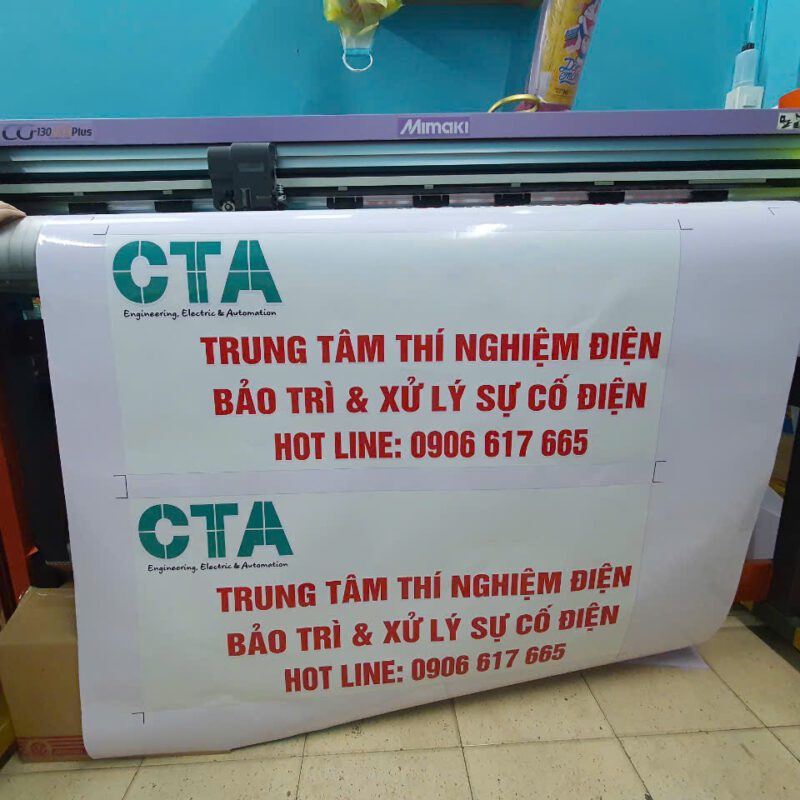 Mimaki
CTA
Engineering, Electric & Automation
TRUNG TÂM THÍ NGHIỆM ĐIỆN
BẢO TRÌ & XỬ LÝ SỰ CỐ ĐIỆN
HOT LINE: 0906 617 665
CTA
Engineering, Electric & Automation
TRUNG TÂM THÍ NGHIỆM ĐIỆN
BẢO TRÌ & XỬ LÝ SỰ CỐ ĐIỆN
HOT LINE: 0906 617 665